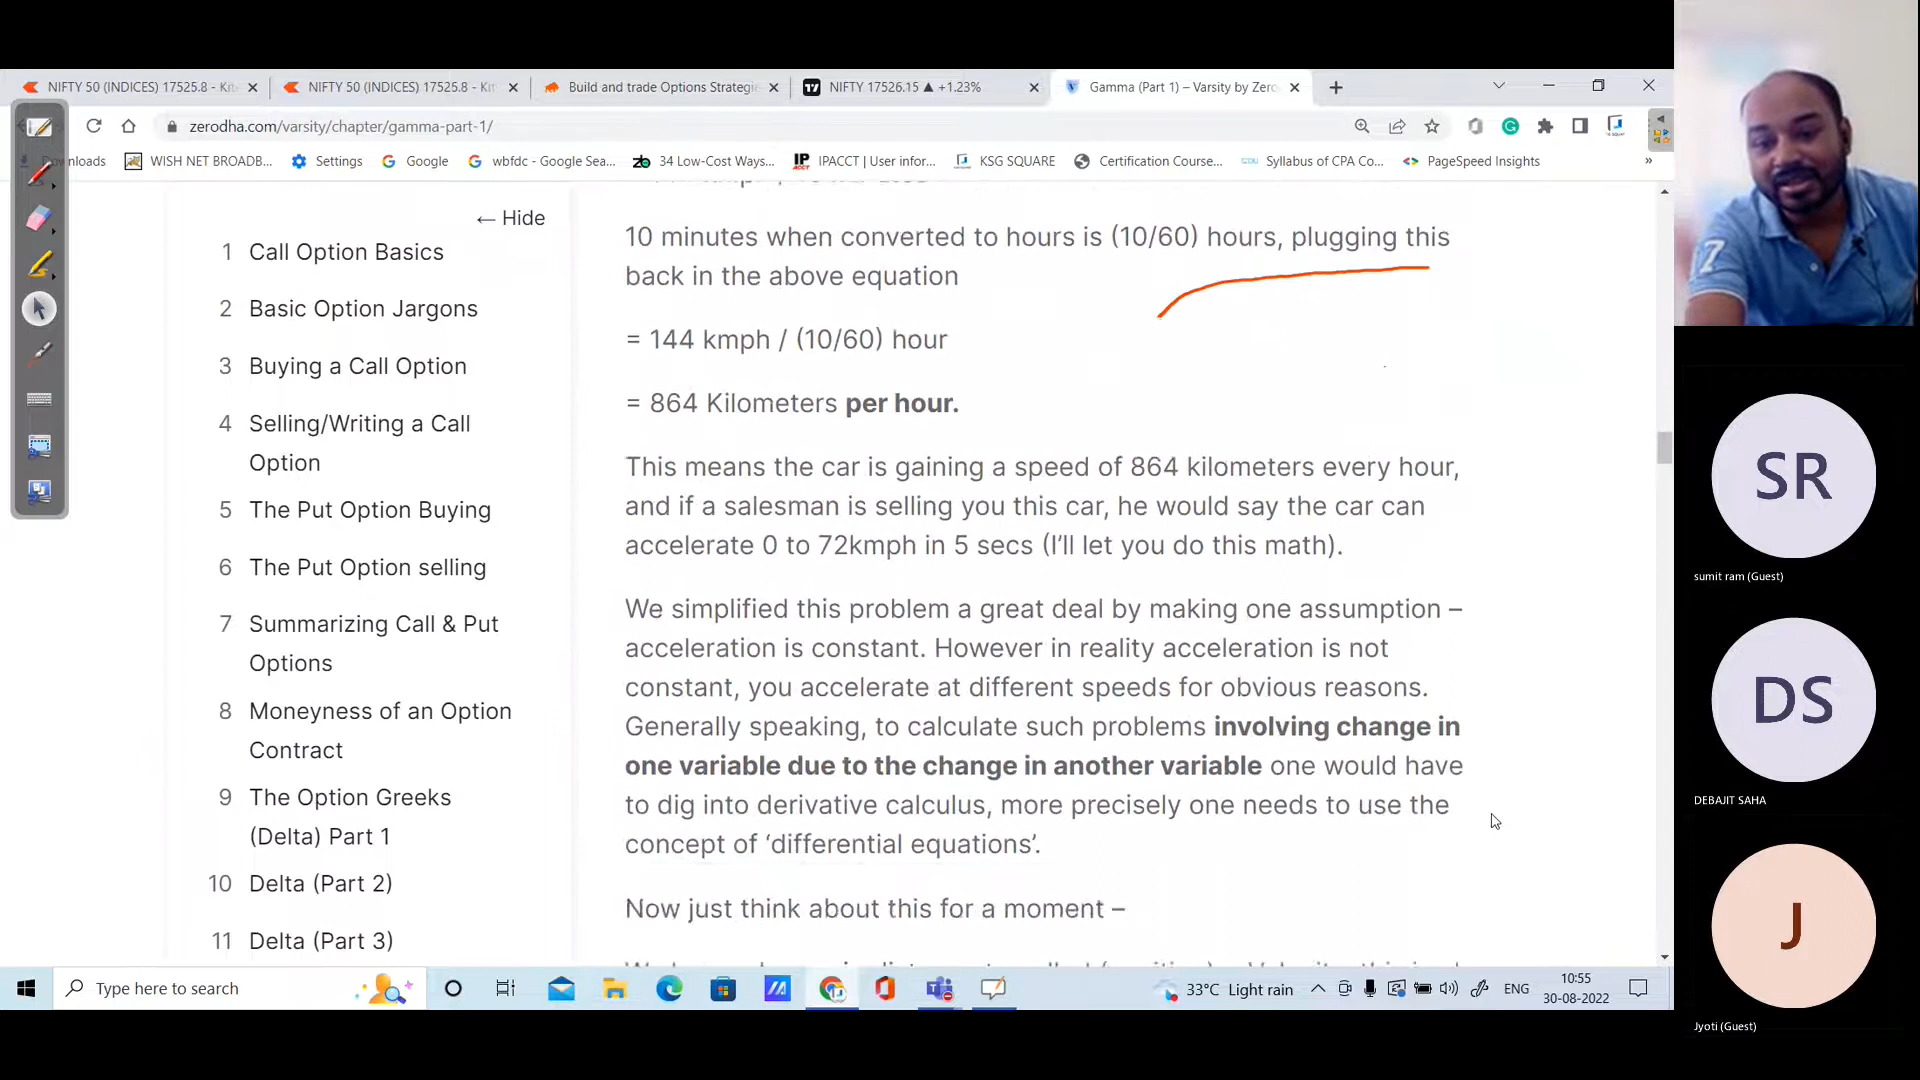 NIFTY 50 (INDICES) 17525.8 - Kit
NIFTY 50 (INDICES) 17525.8 - Kit
Build and trade Options Strategie
NIFTY 17526.15 ▲ +1.23%
Gamma (Part 1) – Varsity by Zero
zerodha.com/varsity/chapter/gamma-part-1/
WISH NET BROADB...
Settings
Google
wbfdc - Google Sea...
34 Low-Cost Ways...
IPACCT | User infor...
KSG SQUARE
Certification Course...
Syllabus of CPA Co...
PageSpeed Insights
»
← Hide
1 Call Option Basics
2 Basic Option Jargons
3 Buying a Call Option
4 Selling/Writing a Call
Option
5 The Put Option Buying
6 The Put Option selling
7 Summarizing Call & Put
Options
8 Moneyness of an Option
Contract
9 The Option Greeks
(Delta) Part 1
10 Delta (Part 2)
11 Delta (Part 3)
10 minutes when converted to hours is (10/60) hours, plugging this
back in the above equation
= 144 kmph / (10/60) hour
= 864 Kilometers per hour.
This means the car is gaining a speed of 864 kilometers every hour,
and if a salesman is selling you this car, he would say the car can
accelerate 0 to 72kmph in 5 secs (I’ll let you do this math).
We simplified this problem a great deal by making one assumption –
acceleration is constant. However in reality acceleration is not
constant, you accelerate at different speeds for obvious reasons.
Generally speaking, to calculate such problems involving change in
one variable due to the change in another variable one would have
to dig into derivative calculus, more precisely one needs to use the
concept of ‘differential equations’.
Now just think about this for a moment –
Type here to search
33°C Light rain
ENG
10:55
30-08-2022
7
SR
sumit ram (Guest)
DS
DEBAJIT SAHA
J
Jyoti (Guest)